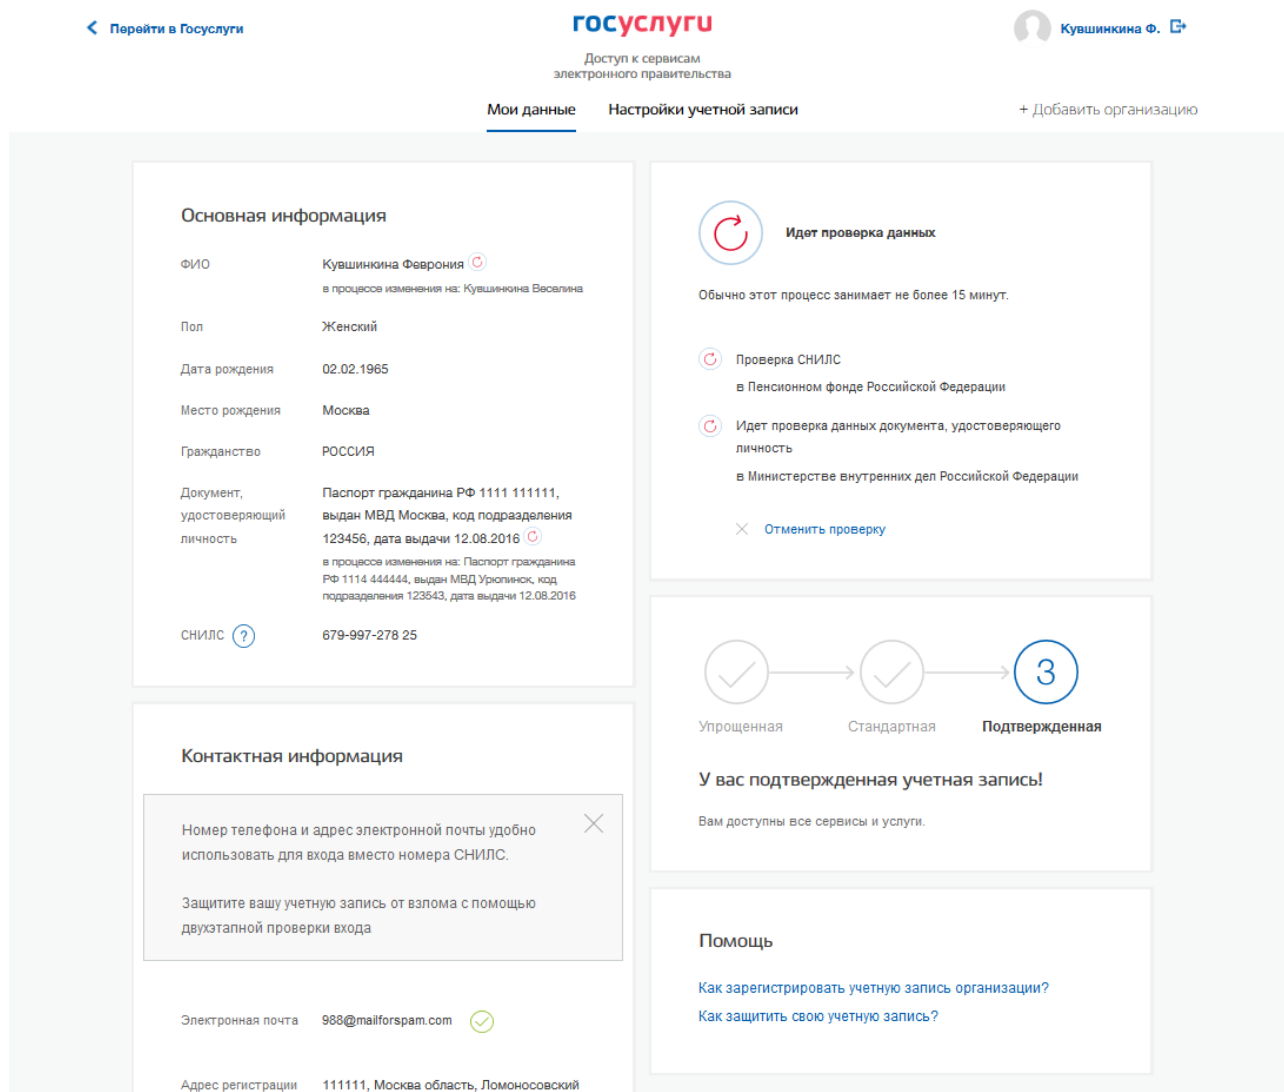 Перейти в Госуслуги
госуслуги
Кувшинкина Ф.
Доступ к сервисам
электронного правительства
Мои данные
Настройки учетной записи
+ Добавить организацию
Основная информация
ФИО
Кувшинкина Феврония
в процессе изменения на: Кувшинкина Веселина
Пол
Женский
Дата рождения
02.02.1965
Место рождения
Москва
Гражданство
РОССИЯ
Документ,
удостоверяющий
личность
Паспорт гражданина РФ 1111 111111,
выдан МВД Москва, код подразделения
123456, дата выдачи 12.08.2016
в процессе изменения на: Паспорт гражданина
РФ 1114 444444, выдан МВД Урюпинск, код
подразделения 123543, дата выдачи 12.08.2016
СНИЛС ?
679-997-278 25
Контактная информация
Номер телефона и адрес электронной почты удобно
использовать для входа вместо номера СНИЛС.
Защитите вашу учетную запись от взлома с помощью
двухэтапной проверки входа
Электронная почта
988@mailforspam.com
Адрес регистрации
111111, Москва область, Ломоносовский
Идет проверка данных
Обычно этот процесс занимает не более 15 минут.
Проверка СНИЛС
в Пенсионном фонде Российской Федерации
Идет проверка данных документа, удостоверяющего
личность
в Министерстве внутренних дел Российской Федерации
Отменить проверку
3
Упрощенная
Стандартная
Подтвержденная
У вас подтвержденная учетная запись!
Вам доступны все сервисы и услуги.
Помощь
Как зарегистрировать учетную запись организации?
Как защитить свою учетную запись?